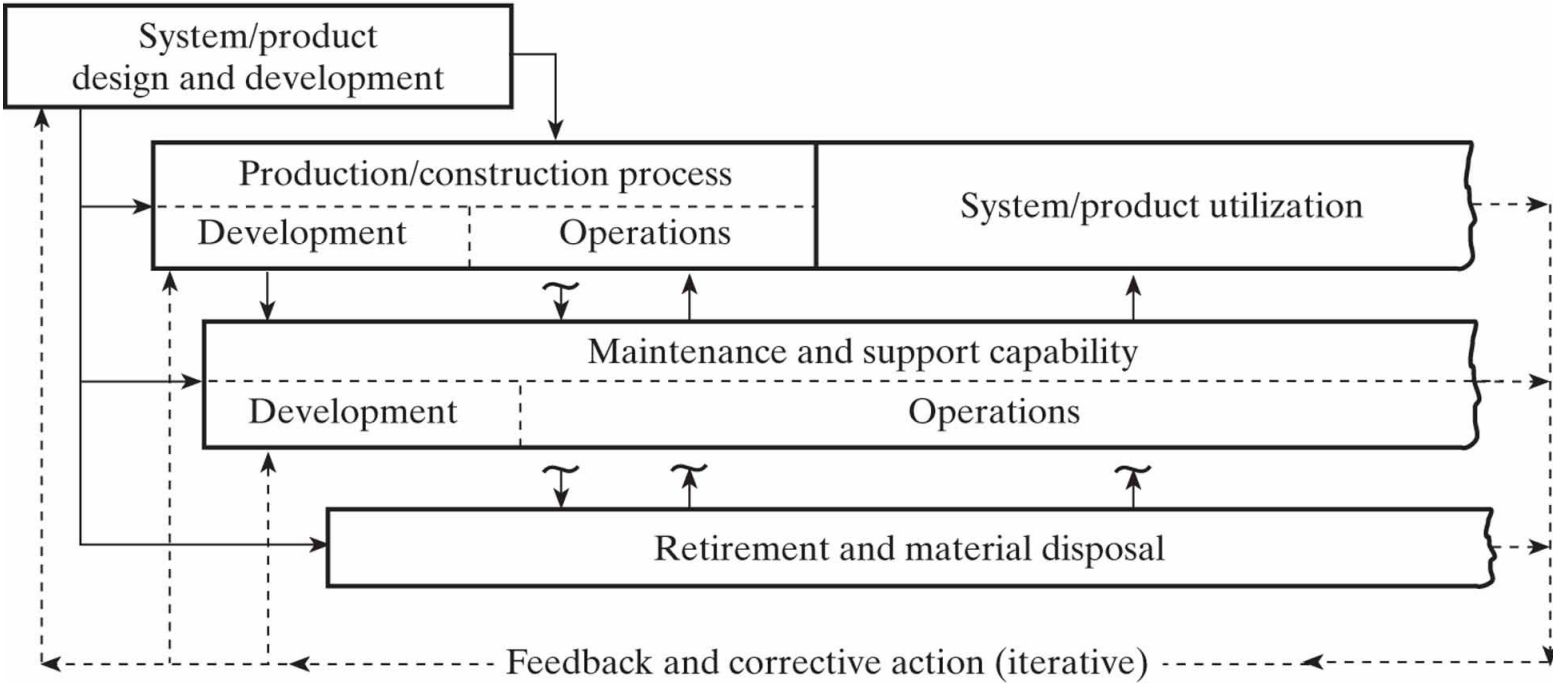 System/product
design and development
Production/construction process
Development
Operations
System/product utilization
Maintenance and support capability
Development
Operations
Retirement and material disposal
Feedback and corrective action (iterative)